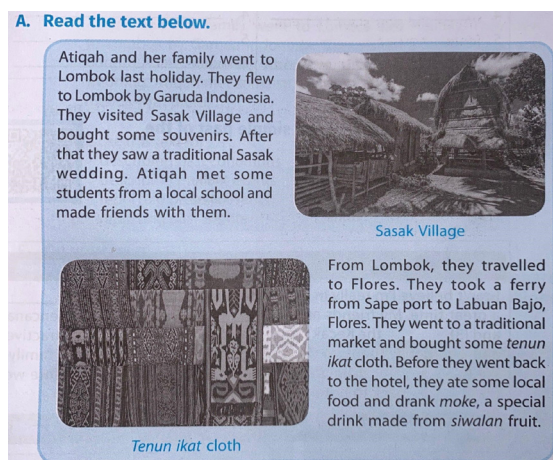 A. Read the text below.
Atiqah and her family went to
Lombok last holiday. They flew
to Lombok by Garuda Indonesia.
They visited Sasak Village and
bought some souvenirs. After
that they saw a traditional Sasak
wedding. Atiqah met some
students from a local school and
made friends with them.
Sasak Village
From Lombok, they travelled
to Flores. They took a ferry
from Sape port to Labuan Bajo,
Flores. They went to a traditional
market and bought some tenun
ikat cloth. Before they went back
to the hotel, they ate some local
food and drank moke, a special
drink made from siwalan fruit.
Tenun ikat cloth